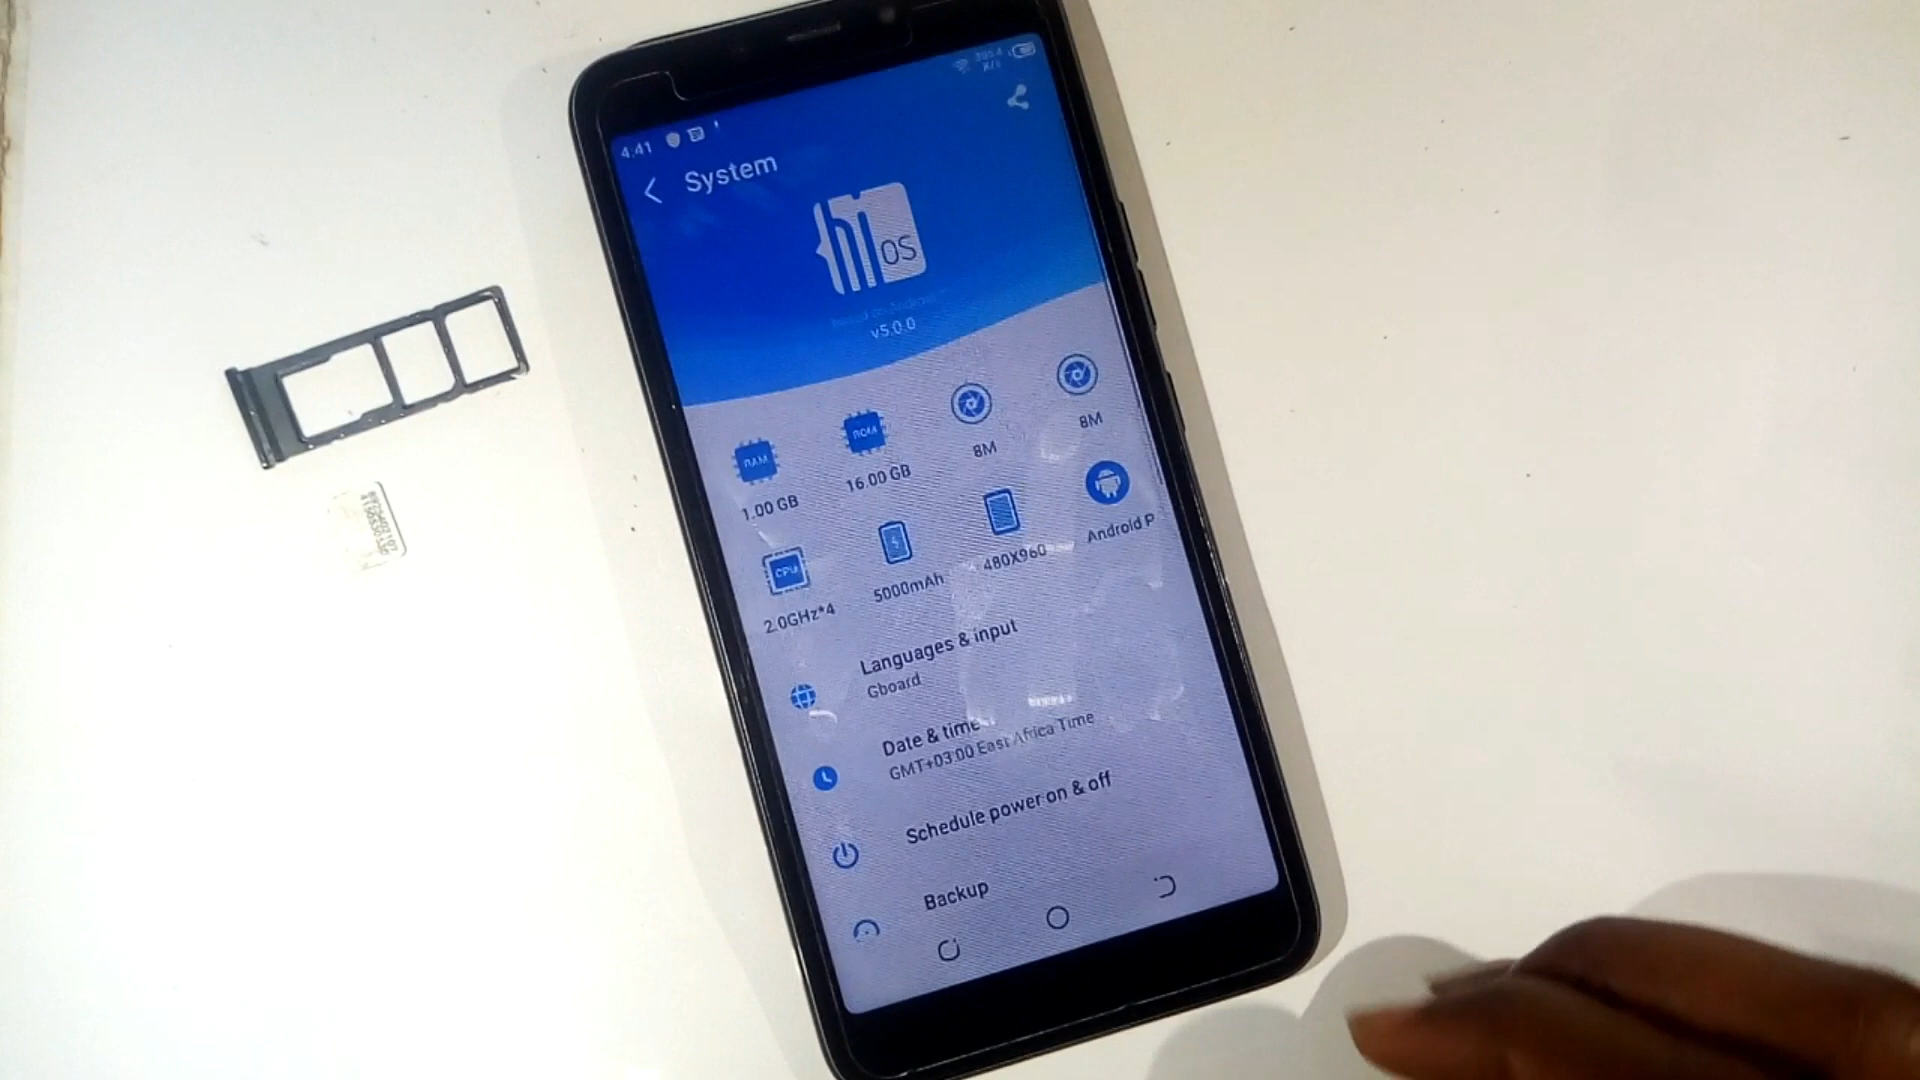 4:41
System
hi OS
v5.0.0
RAM
ROM
1.00 GB
16.00 GB
8M
8M
CPU
2.0GHz*4
5000mAh
480X960
Android P
Languages & input
Gboard
Date & time
GMT+03:00 East Africa Time
Schedule power on & off
Backup